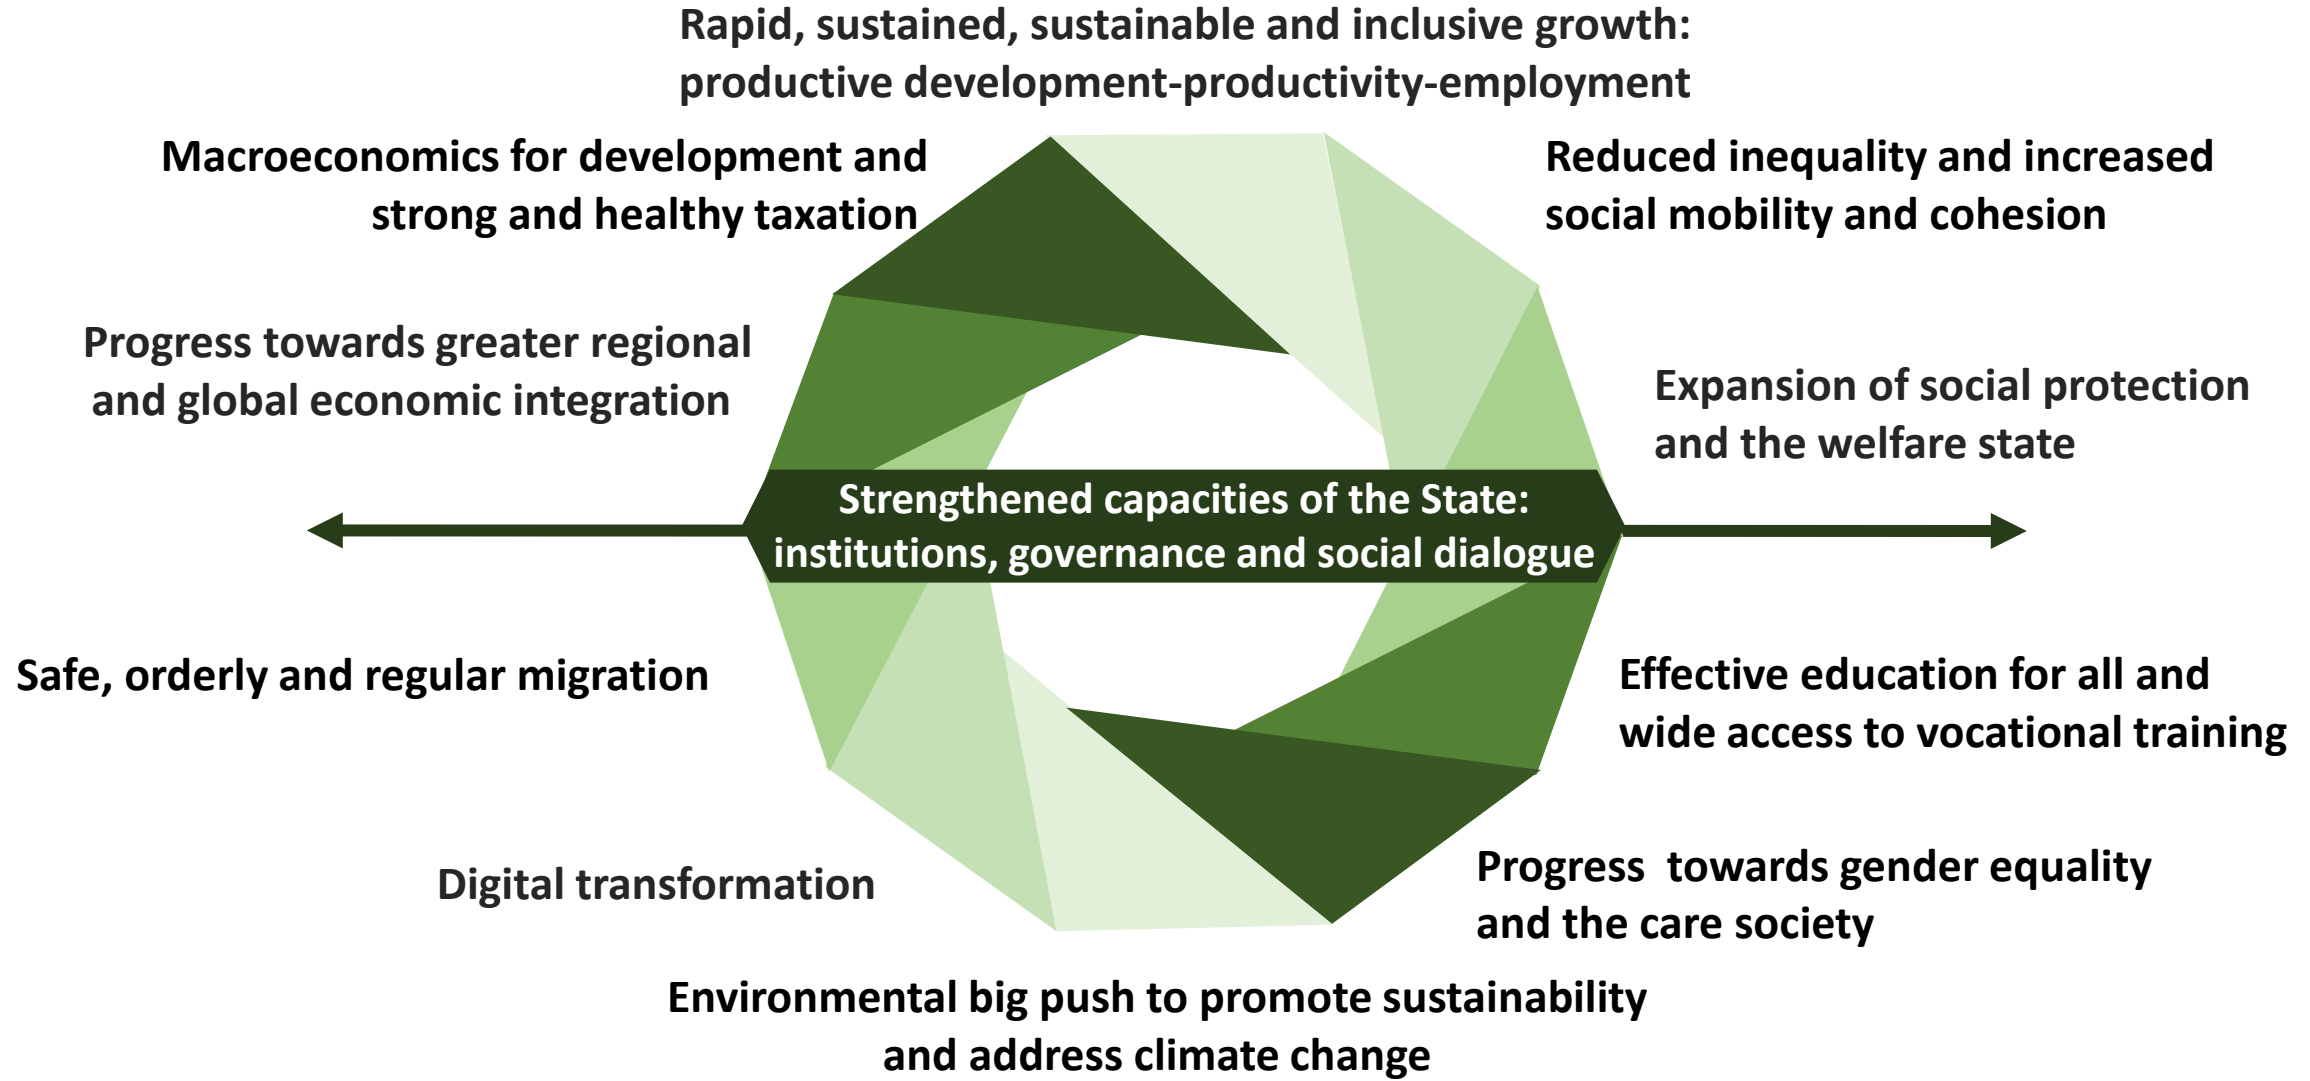 Rapid, sustained, sustainable and inclusive growth:
productive development-productivity-employment
Macroeconomics for development and
strong and healthy taxation
Reduced inequality and increased
social mobility and cohesion
Progress towards greater regional
and global economic integration
Expansion of social protection
and the welfare state
Strengthened capacities of the State:
institutions, governance and social dialogue
Safe, orderly and regular migration
Effective education for all and
wide access to vocational training
Digital transformation
Progress  towards gender equality
and the care society
Environmental big push to promote sustainability
and address climate change